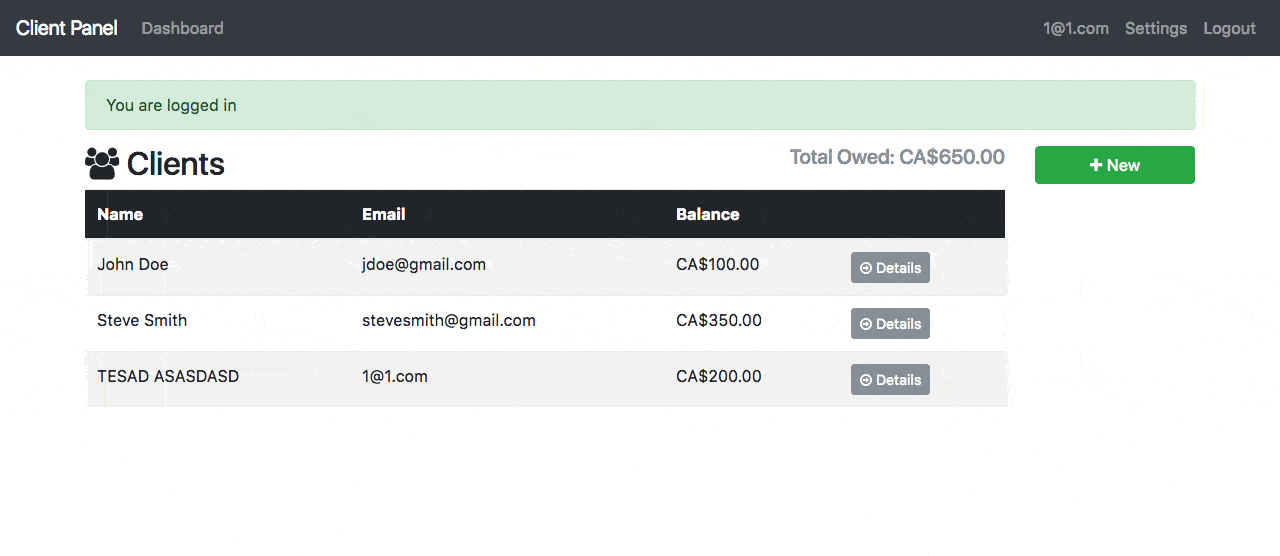 Client Panel Dashboard 1@1.com Settings Logout
You are logged in
Clients Total Owed: CA$650.00 New
Name Email Balance
John Doe jdoe@gmail.com CA$100.00 Details
Steve Smith stevesmith@gmail.com CA$350.00 Details
TESAD ASASDASD 1@1.com CA$200.00 Details